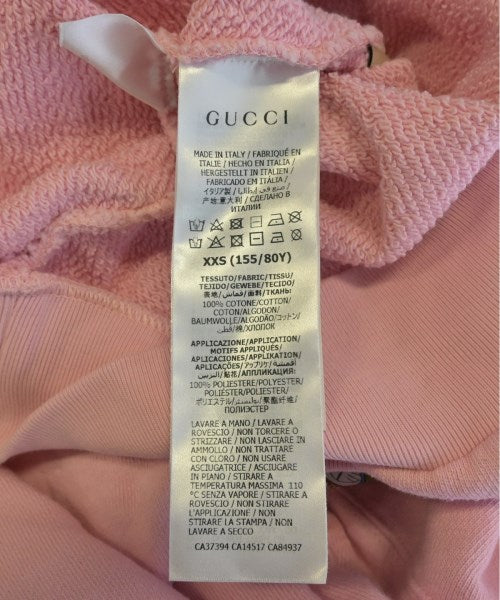 GUCCI
MADE IN ITALY / FABRIQUÉ EN
ITALIE / HECHO EN ITALIA /
HERGESTELLT IN ITALIEN /
FABRICADO EM ITÁLIA /
イタリア製 / صنع في إيطاليا /
产地:意大利 / СДЕЛАНО В
ИТАЛИИ
XXS (155/80Y)
TESSUTO/FABRIC/TISSU/
TEJIDO/GEWEBE/TECIDO/
表地/قماش/面料/ТКАНЬ:
100% COTONE/COTTON/
COTON/ALGODON/
BAUMWOLLE/ALGODÃO/コットン/
قطن/棉/ХЛОПОК
APPLICAZIONE/APPLICATION/
MOTIFS APPLIQUÉS/
APLICACIONES/APPLIKATION/
APLICAÇÕES/アップリケ/أقمشة
التزيين/贴花/АППЛИКАЦИЯ:
100% POLIESTERE/POLYESTER/
POLIÉSTER/POLIESTER/
ポリエステル/بوليستر/聚酯纤维/
ПОЛИЭСТЕР
LAVARE A MANO / LAVARE A
ROVESCIO / NON TORCERE O
STRIZZARE / NON LASCIARE IN
AMMOLLO / NON TRATTARE
CON CLORO / NON USARE
ASCIUGATRICE / ASCIUGARE
IN PIANO / STIRARE A
TEMPERATURA MASSIMA 110
°C SENZA VAPORE / STIRARE A
ROVESCIO / NON STIRARE
L'APPLICAZIONE / NON
STIRARE LA STAMPA / NON
LAVARE A SECCO
CA37394 CA14517 CA84937